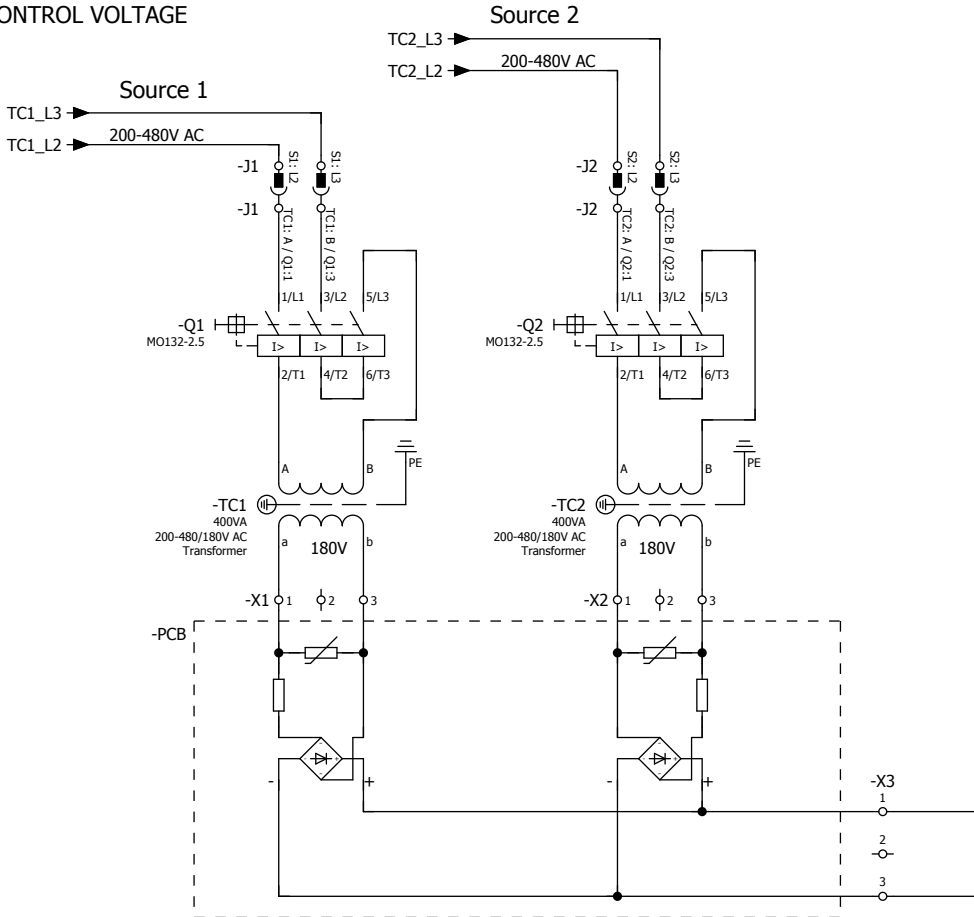 ONTROL VOLTAGE
Source 2
TC2_L3
TC2_L2
200-480V AC
Source 1
TC1_L3
TC1_L2
200-480V AC
-J1
S1: L2
S1: L3
-J1
TC1: A / Q1:1
TC1: B / Q1:3
-J2
S2: L2
S2: L3
-J2
TC2: A / Q2:1
TC2: B / Q2:3
1/L1
3/L2
5/L3
-Q1
MO132-2.5
I>
I>
I>
2/T1
4/T2
6/T3
1/L1
3/L2
5/L3
-Q2
MO132-2.5
I>
I>
I>
2/T1
4/T2
6/T3
A
B
PE
-TC1
400VA
200-480/180V AC
Transformer
a
180V
b
A
B
PE
-TC2
400VA
200-480/180V AC
Transformer
a
180V
b
-X1
1
2
3
-X2
1
2
3
-PCB
-
+
-
+
-X3
1
2
3